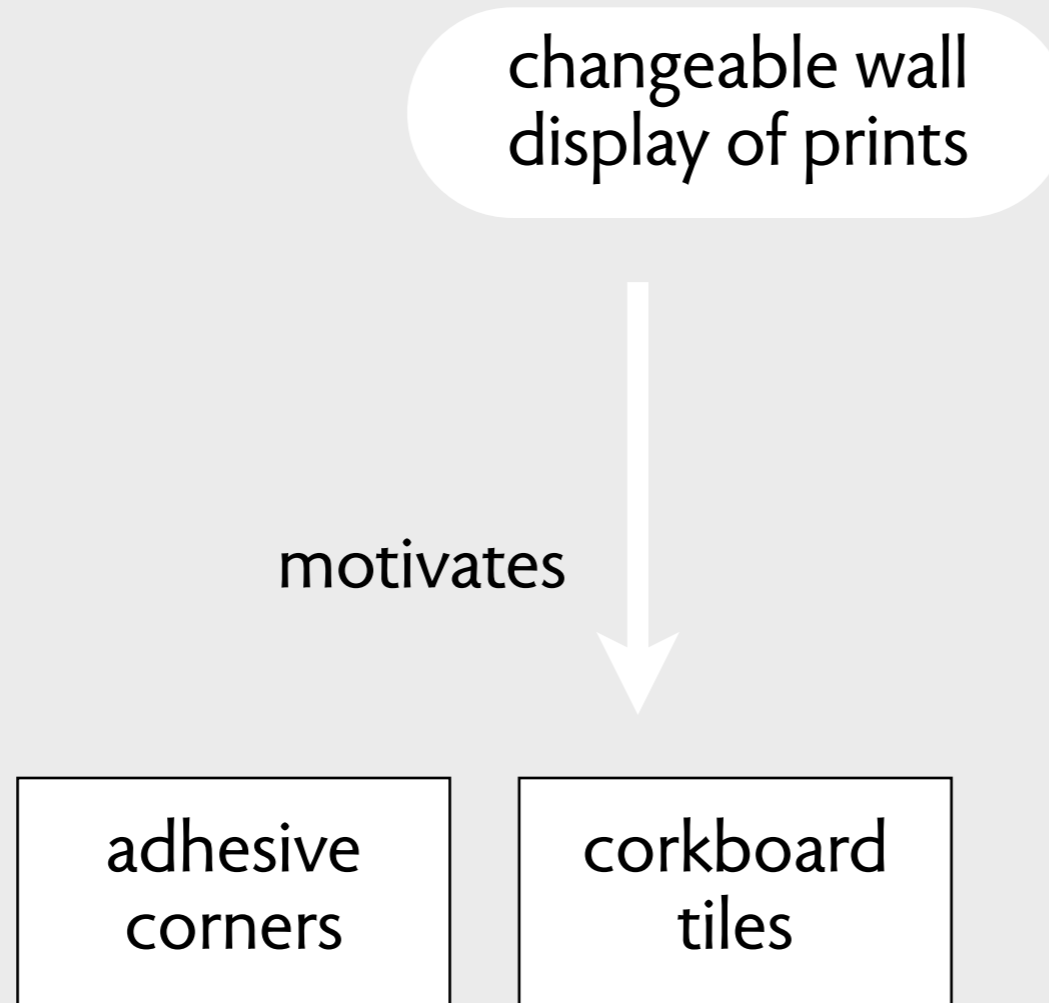 changeable wall
display of prints
motivates
adhesive
corners
corkboard
tiles